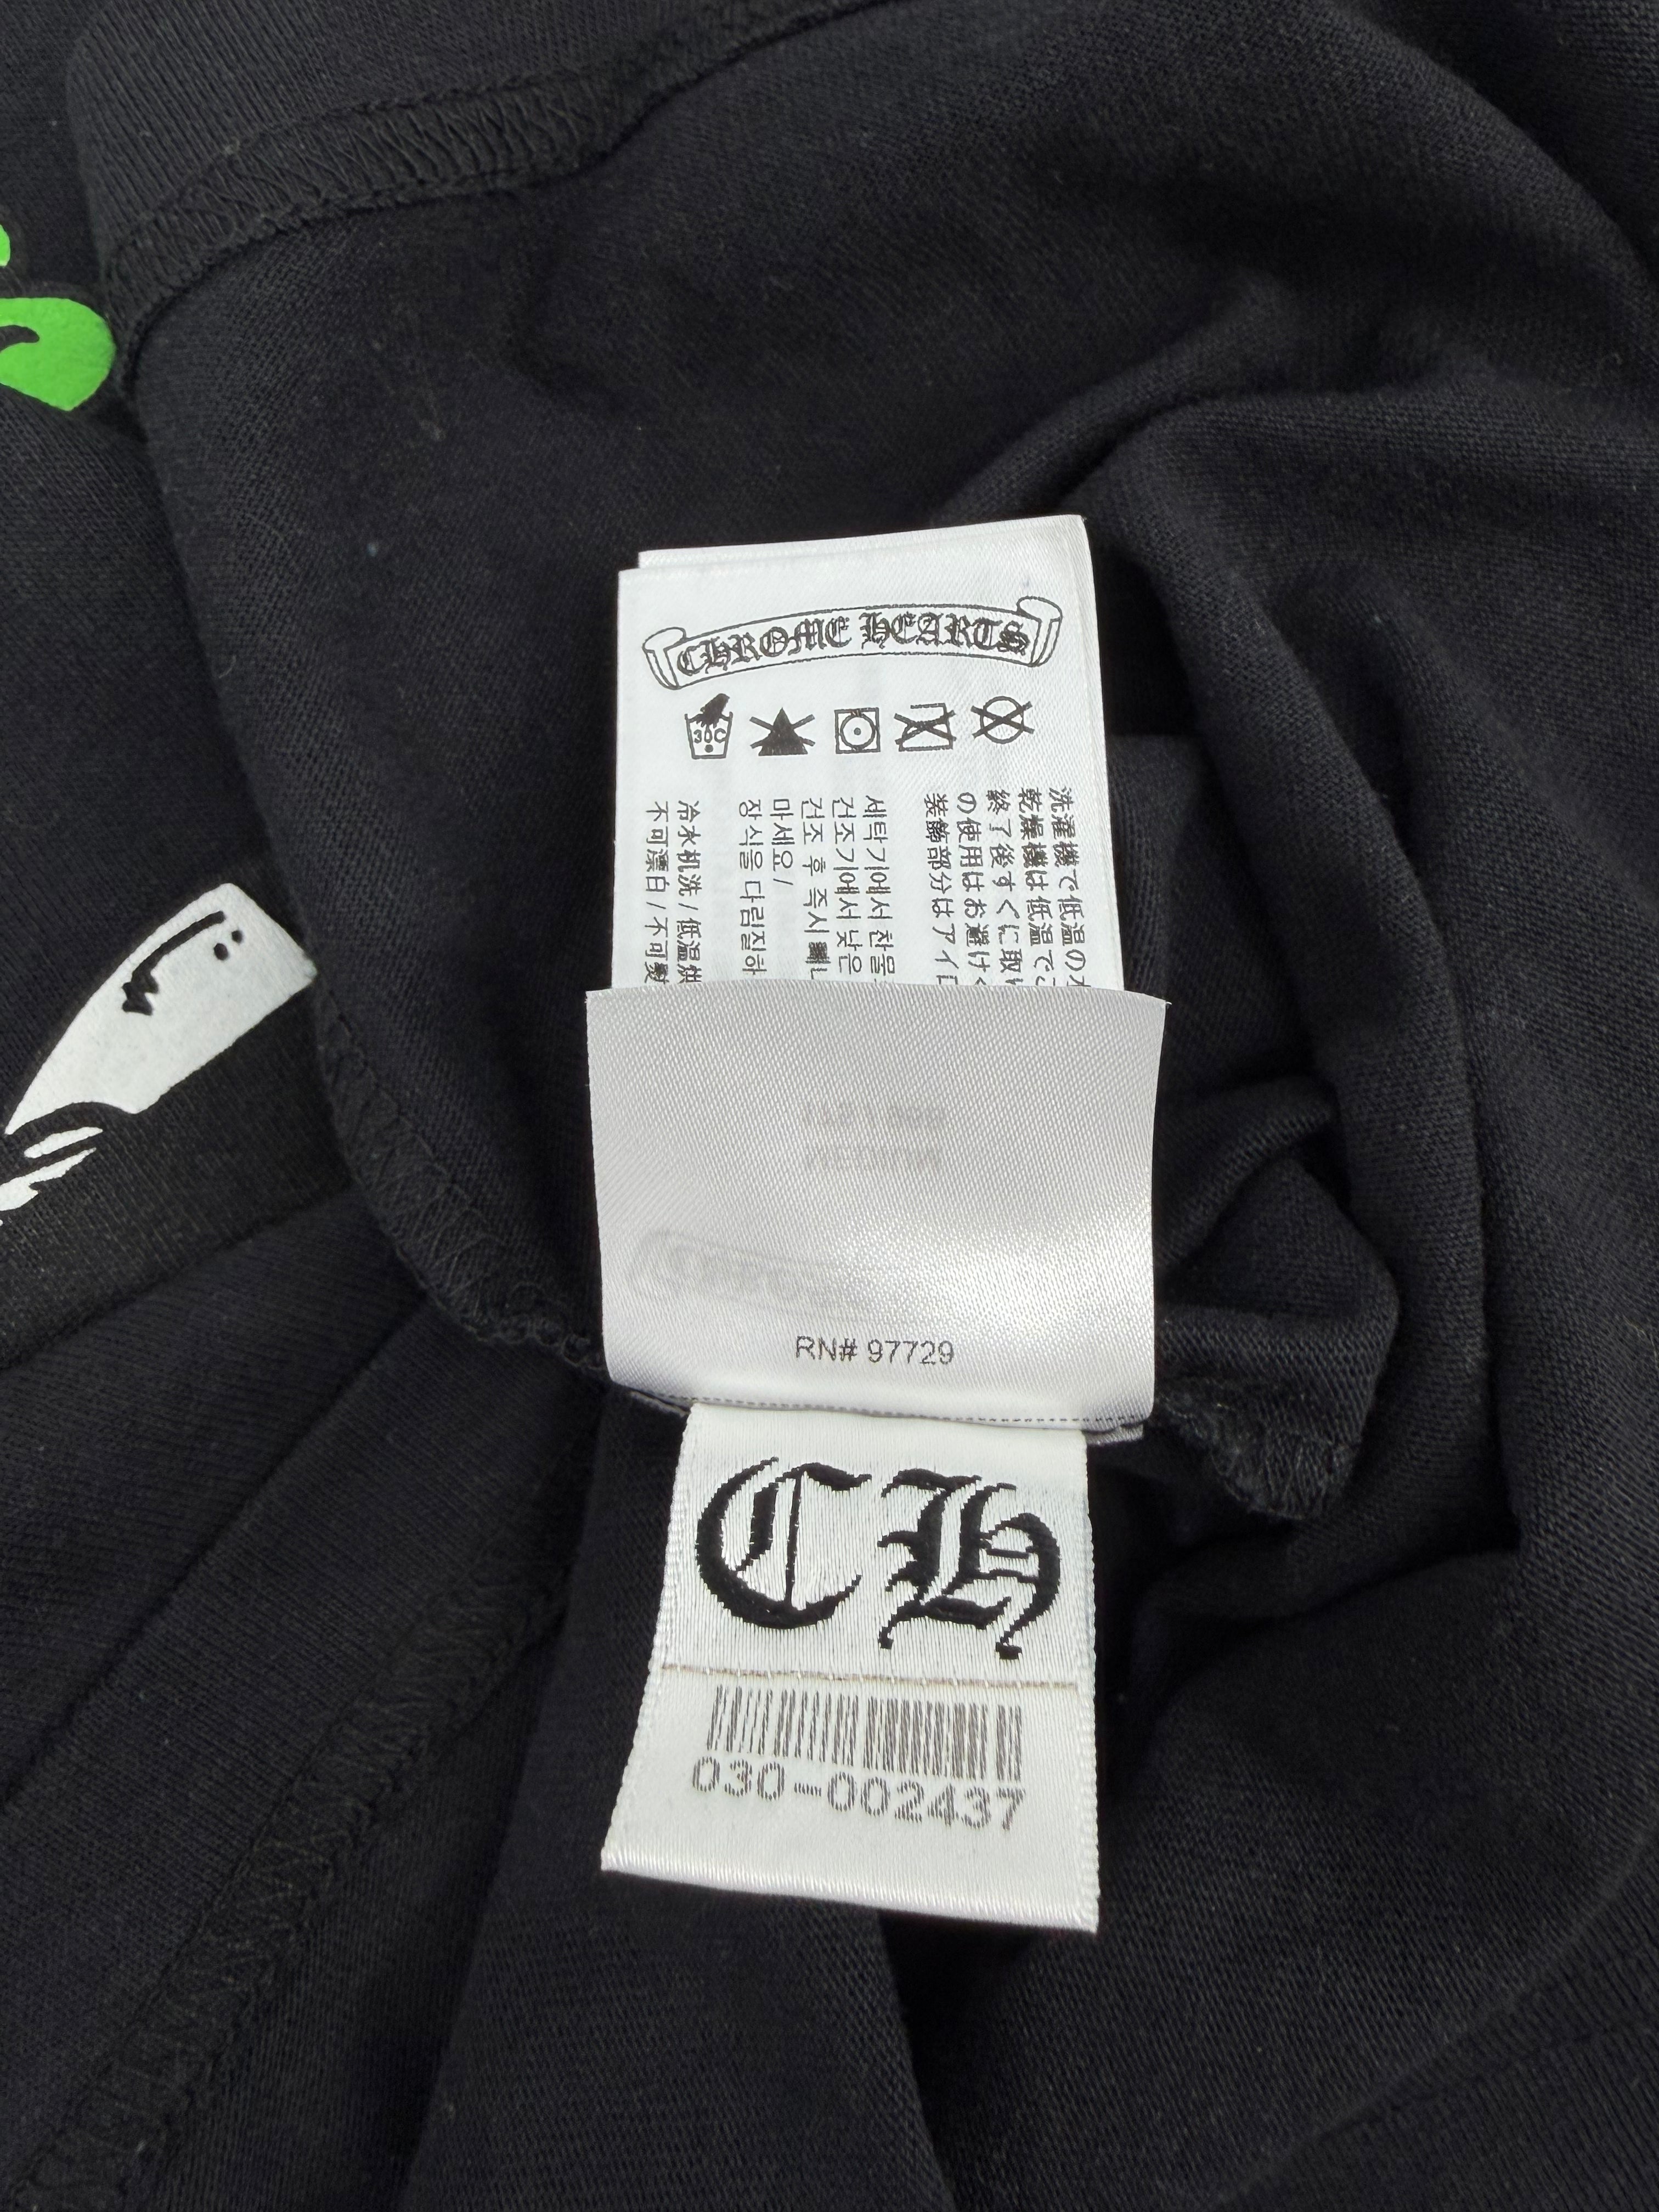 CHROME HEARTS
30C
洗濯機で低温の
乾燥機は低温で
終了後すぐに取
の使用はお避け
装飾部分はアイ
세탁기에서 찬물
건조기에서 낮은
건조 후 즉시
마세요 /
장식을 다림질하
冷水机洗 / 低温
不可漂白 / 不可
RN# 97729
CH
030-002437